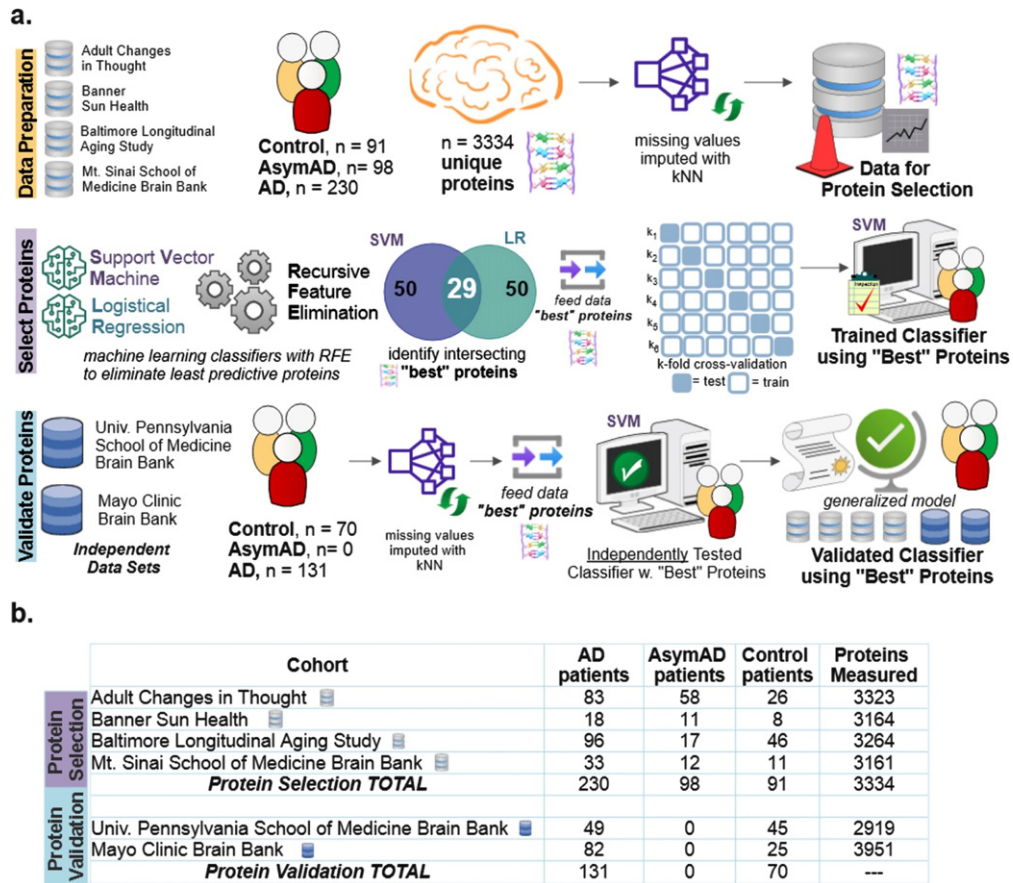 a.
Data Preparation
Adult Changes
in Thought
Banner
Sun Health
Baltimore Longitudinal
Aging Study
Mt. Sinai School of
Medicine Brain Bank
Control, n = 91
AsymAD, n= 98
AD, n = 230
n = 3334
unique
proteins
missing values
imputed with
kNN
Data for
Protein Selection
Select Proteins
Support Vector
Machine
Logistical
Regression
Recursive
Feature
Elimination
machine learning classifiers with RFE
to eliminate least predictive proteins
SVM
LR
50
29
50
identify intersecting
"best" proteins
feed data
"best" proteins
k1
k2
k3
k4
k5
k6
k-fold cross-validation
= test
= train
SVM
Inspection
Trained Classifier
using "Best" Proteins
Validate Proteins
Univ. Pennsylvania
School of Medicine
Brain Bank
Mayo Clinic
Brain Bank
Independent
Data Sets
Control, n = 70
AsymAD, n= 0
AD, n = 131
missing values
imputed with
kNN
feed data
"best" proteins
SVM
Independently Tested
Classifier w. "Best" Proteins
generalized model
Validated Classifier
using "Best" Proteins
b.
Cohort AD patients AsymAD patients Control patients Proteins Measured
Protein Selection
Adult Changes in Thought 83 58 26 3323
Banner Sun Health 18 11 8 3164
Baltimore Longitudinal Aging Study 96 17 46 3264
Mt. Sinai School of Medicine Brain Bank 33 12 11 3161
Protein Selection TOTAL 230 98 91 3334
Protein Validation
Univ. Pennsylvania School of Medicine Brain Bank 49 0 45 2919
Mayo Clinic Brain Bank 82 0 25 3951
Protein Validation TOTAL 131 0 70 ---